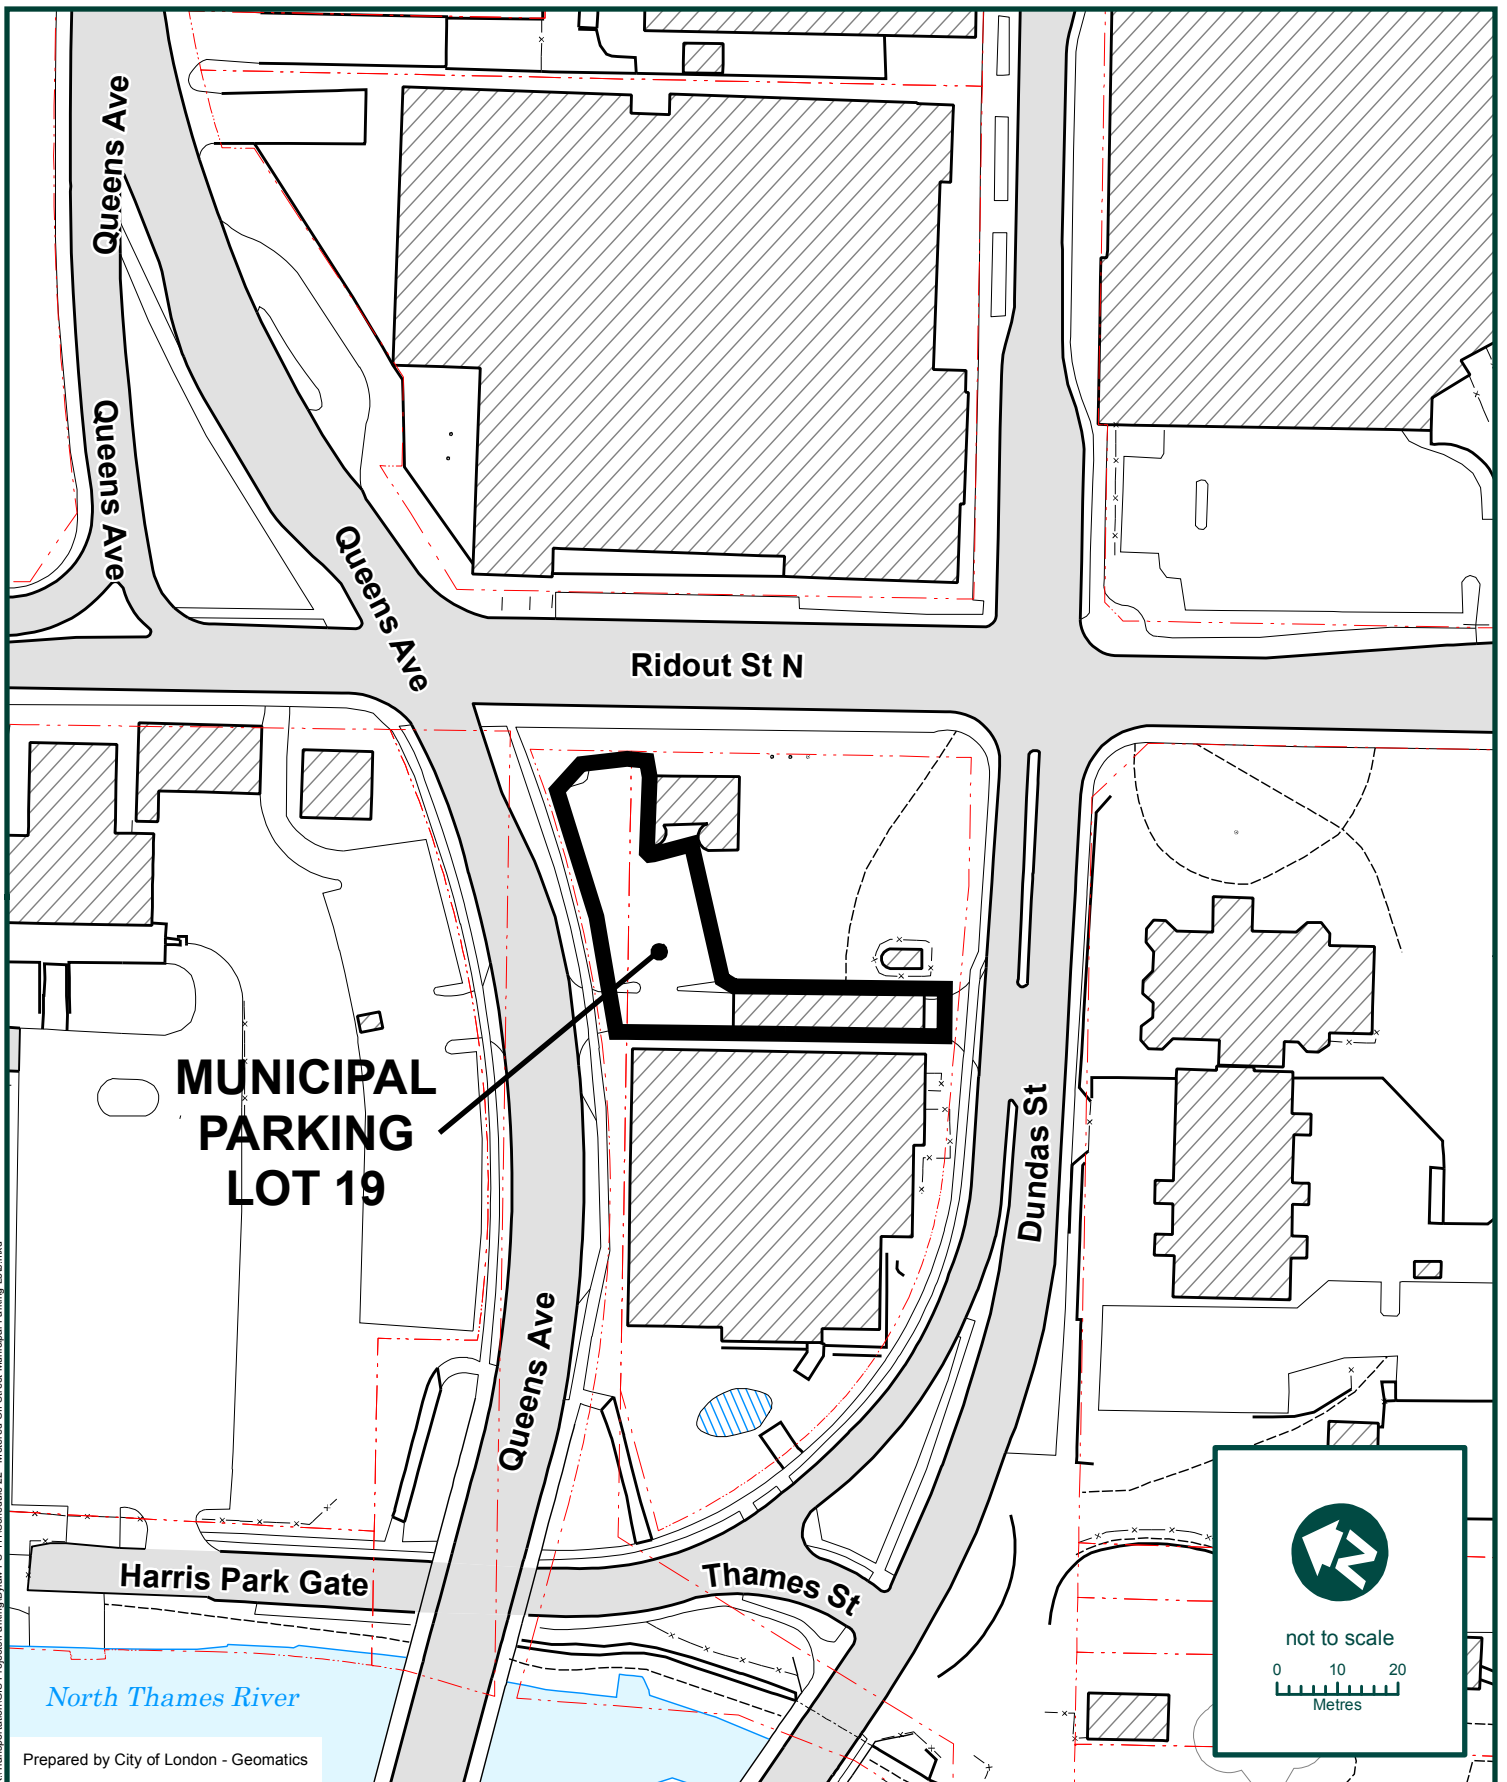 Queens Ave
Queens Ave
Queens Ave
Ridout St N
MUNICIPAL
PARKING
LOT 19
Dundas St
Queens Ave
Harris Park Gate
Thames St
North Thames River
Prepared by City of London - Geomatics
N
not to scale
0 10 20
Metres